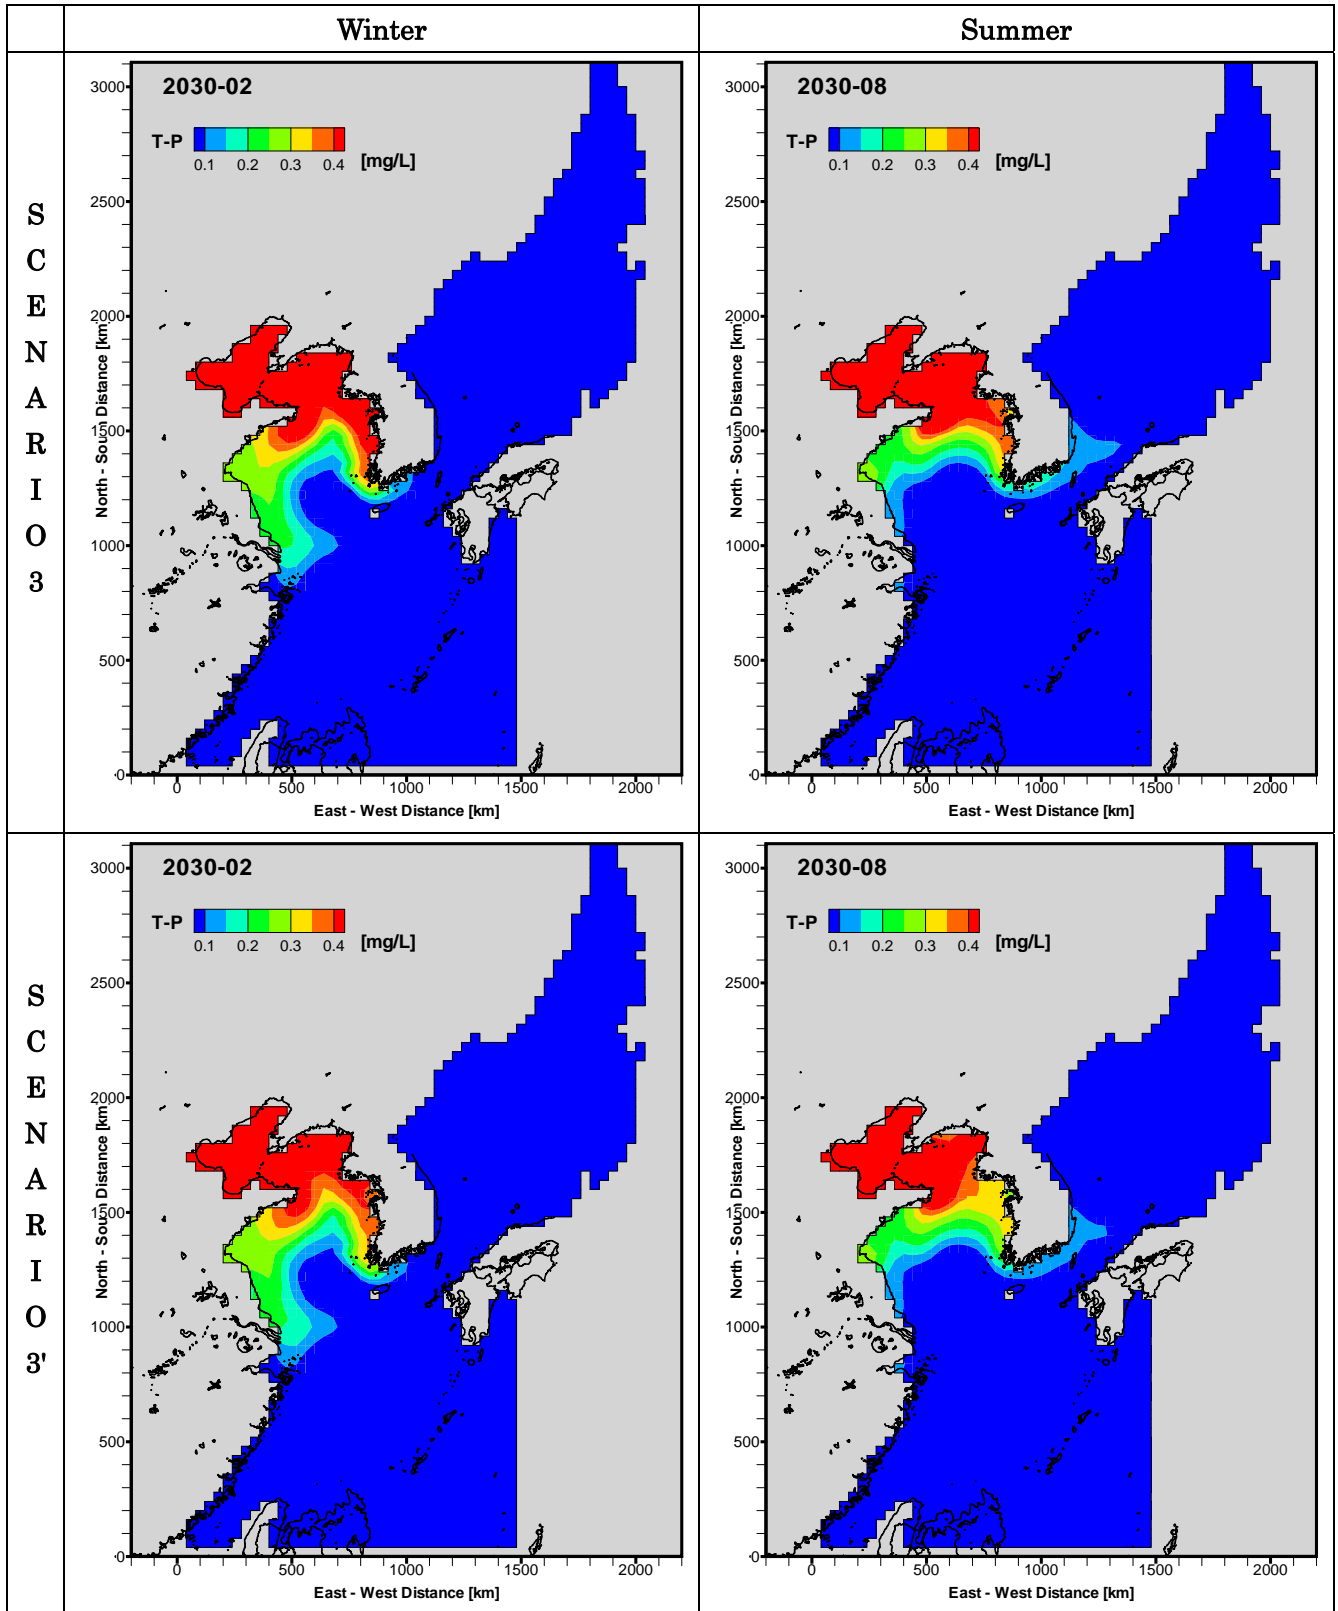 Winter
Summer
SCENARIO 3
2030-02
T-P
0.1 0.2 0.3 0.4
[mg/L]
3000
2500
2000
1500
1000
500
0
North - South Distance [km]
0 500 1000 1500 2000
East - West Distance [km]
2030-08
T-P
0.1 0.2 0.3 0.4
[mg/L]
3000
2500
2000
1500
1000
500
0
North - South Distance [km]
0 500 1000 1500 2000
East - West Distance [km]
SCENARIO 3'
2030-02
T-P
0.1 0.2 0.3 0.4
[mg/L]
3000
2500
2000
1500
1000
500
0
North - South Distance [km]
0 500 1000 1500 2000
East - West Distance [km]
2030-08
T-P
0.1 0.2 0.3 0.4
[mg/L]
3000
2500
2000
1500
1000
500
0
North - South Distance [km]
0 500 1000 1500 2000
East - West Distance [km]